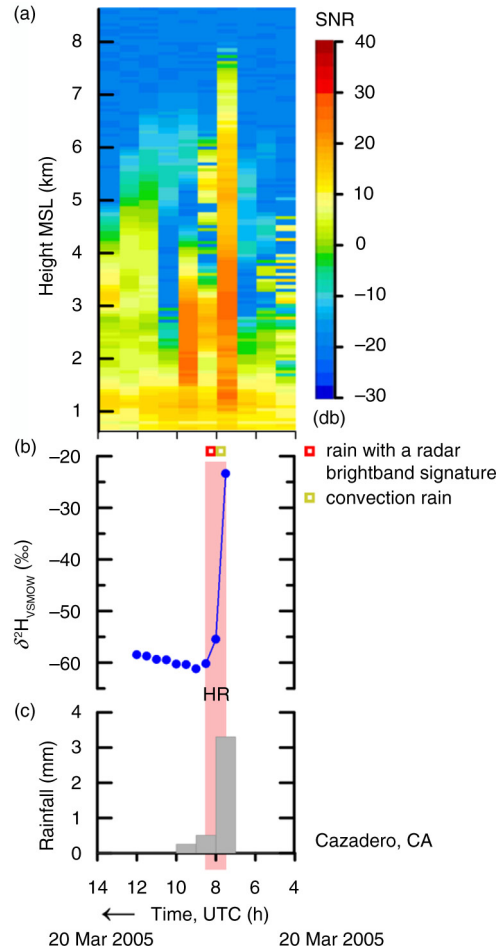 (a)
SNR
8
7
6
5
4
3
2
1
Height MSL (km)
40
30
20
10
0
−10
−20
−30
(db)
(b)
rain with a radar
brightband signature
convection rain
−20
−30
−50
−60
δ²H VSMOW (‰)
HR
(c)
4
3
2
1
0
Rainfall (mm)
Cazadero, CA
14 12 10 8 6 4
← Time, UTC (h)
20 Mar 2005 20 Mar 2005